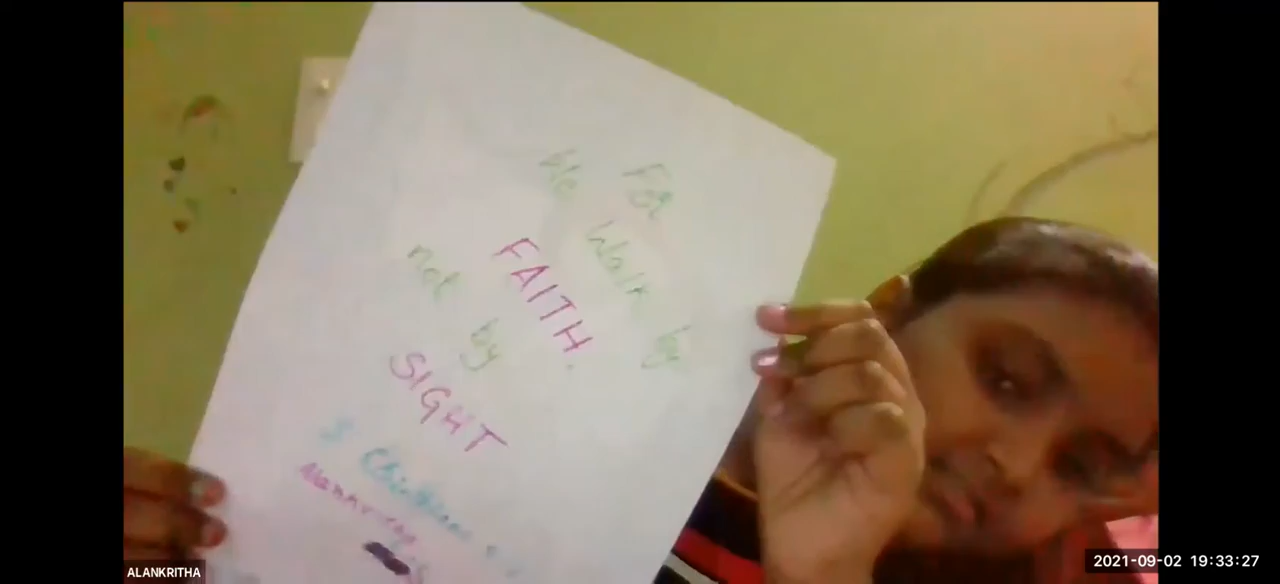 For
We Walk by
FAITH.
not by
SIGHT
ALANKRITHA
2021-09-02 19:33:27